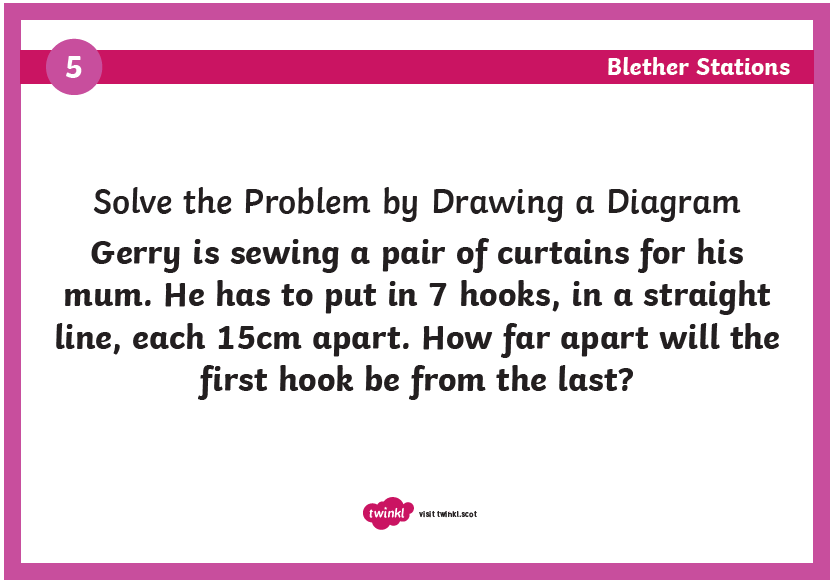 5
Blether Stations
Solve the Problem by Drawing a Diagram
Gerry is sewing a pair of curtains for his
mum. He has to put in 7 hooks, in a straight
line, each 15cm apart. How far apart will the
first hook be from the last?
twinkl
visit twinkl.scot